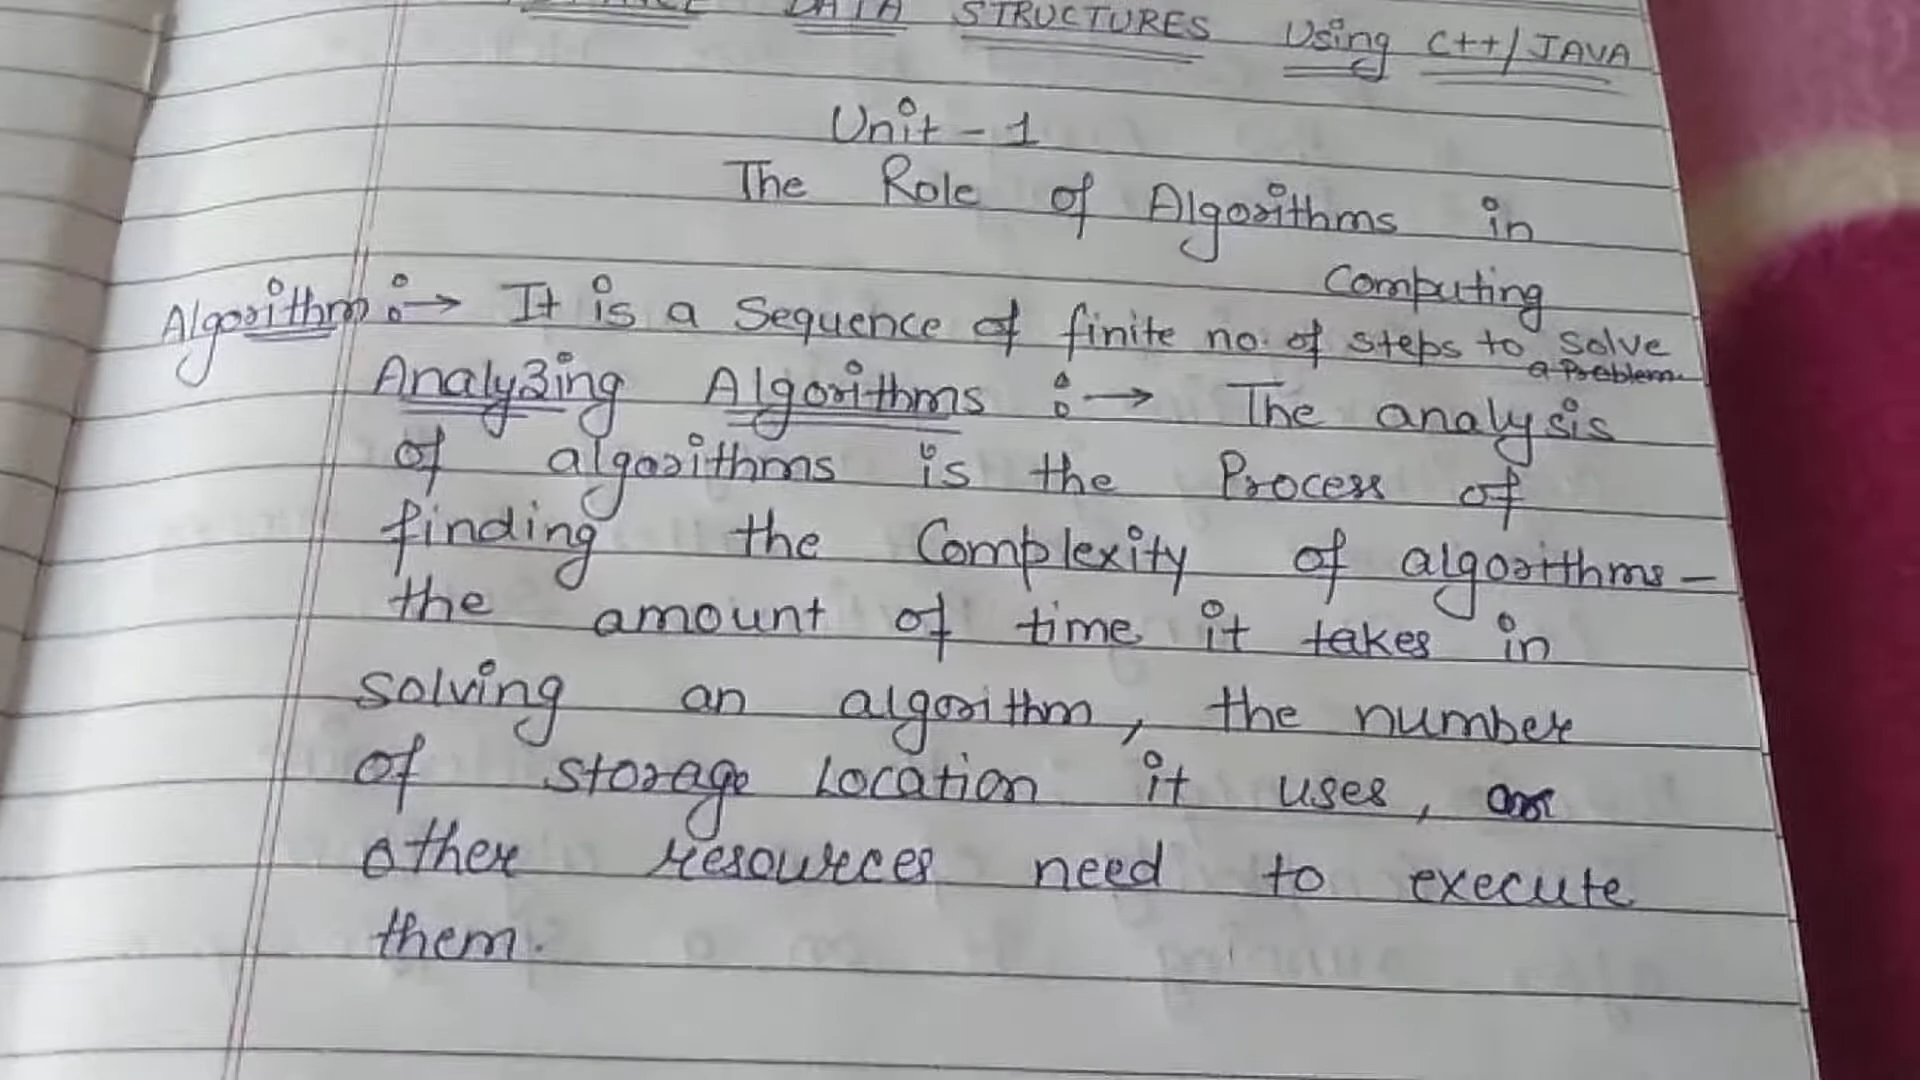 DATA STRUCTURES Using C++/JAVA
Unit-1
The Role of Algorithms in
Computing
Algorithm :→ It is a Sequence of finite no. of steps to solve
a Problem.
Analyzing Algorithms :→ The analysis
of algorithms is the Process of
finding the Complexity of algorithms-
the amount of time it takes in
solving an algorithm, the number
of storage Location it uses, or
other resources need to execute
them.